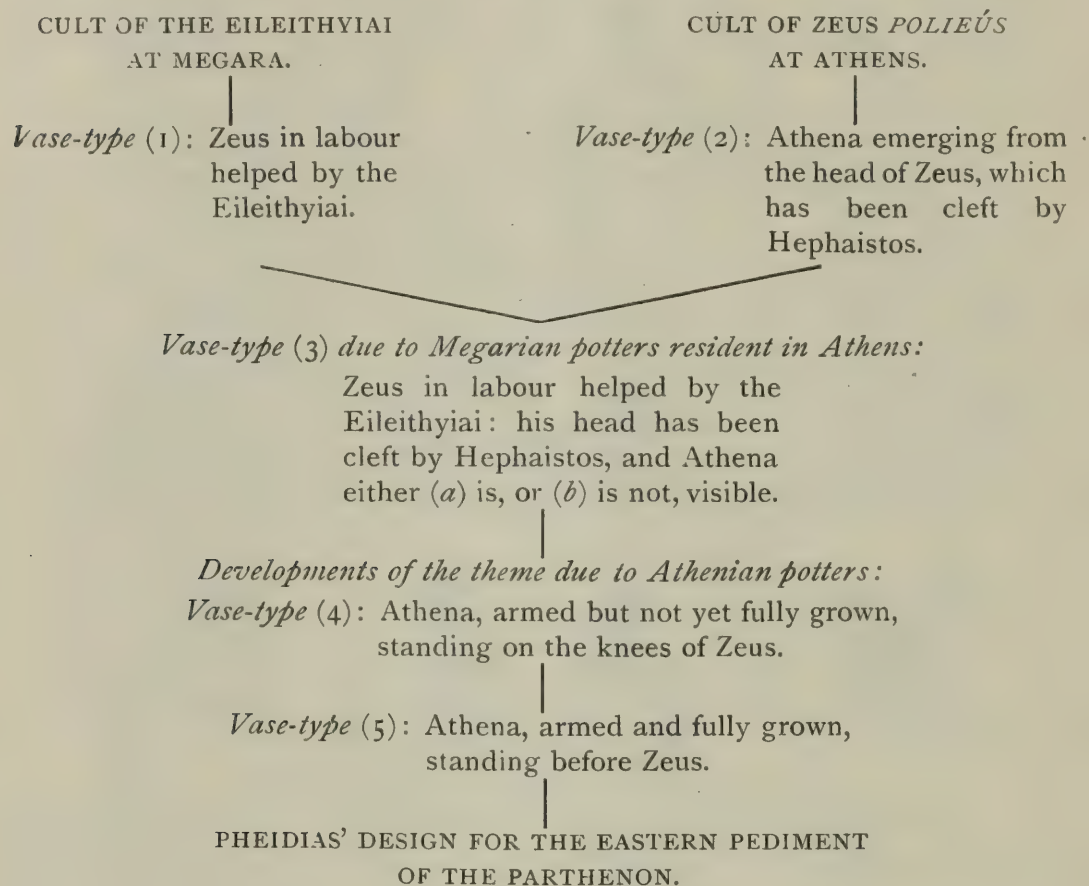 CULT OF THE EILEITHYIAI
AT MEGARA.
Vase-type (1): Zeus in labour
helped by the
Eileithyiai.
CULT OF ZEUS POLIEÚS
AT ATHENS.
Vase-type (2): Athena emerging from
the head of Zeus, which
has been cleft by
Hephaistos.
Vase-type (3) due to Megarian potters resident in Athens:
Zeus in labour helped by the
Eileithyiai: his head has been
cleft by Hephaistos, and Athena
either (a) is, or (b) is not, visible.
Developments of the theme due to Athenian potters:
Vase-type (4): Athena, armed but not yet fully grown,
standing on the knees of Zeus.
Vase-type (5): Athena, armed and fully grown,
standing before Zeus.
PHEIDIAS' DESIGN FOR THE EASTERN PEDIMENT
OF THE PARTHENON.